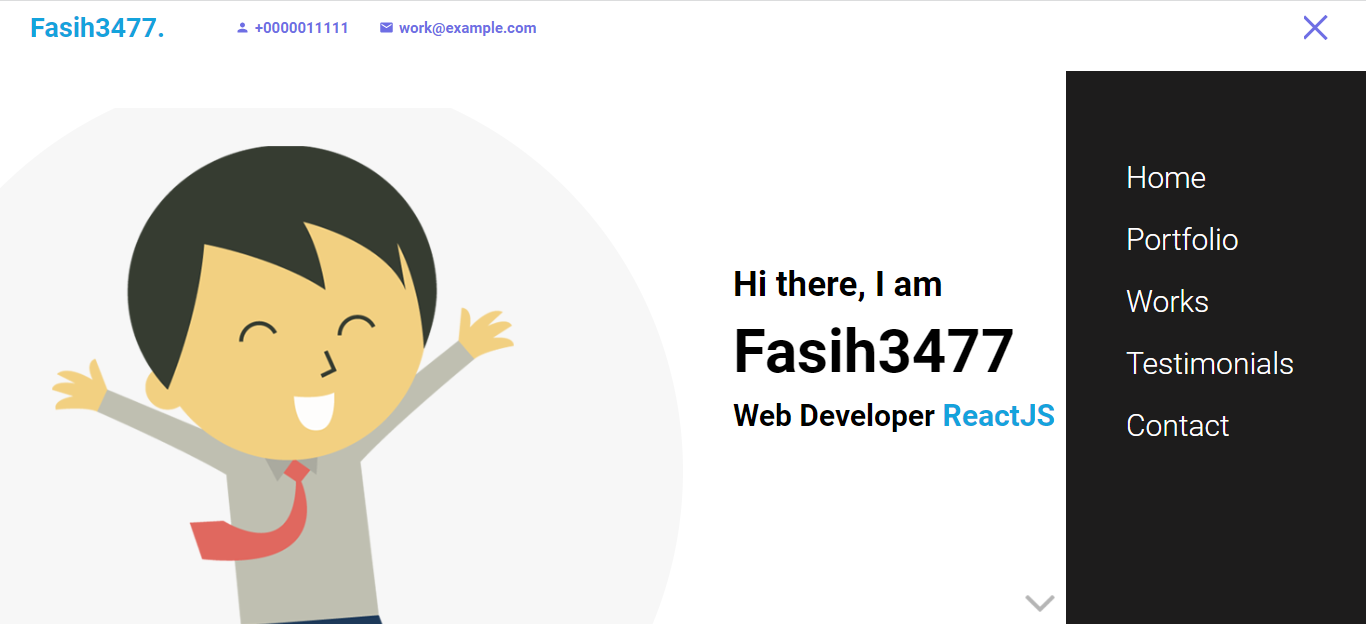 Fasih3477.
+0000011111
work@example.com
Hi there, I am
Fasih3477
Web Developer ReactJS
Home
Portfolio
Works
Testimonials
Contact